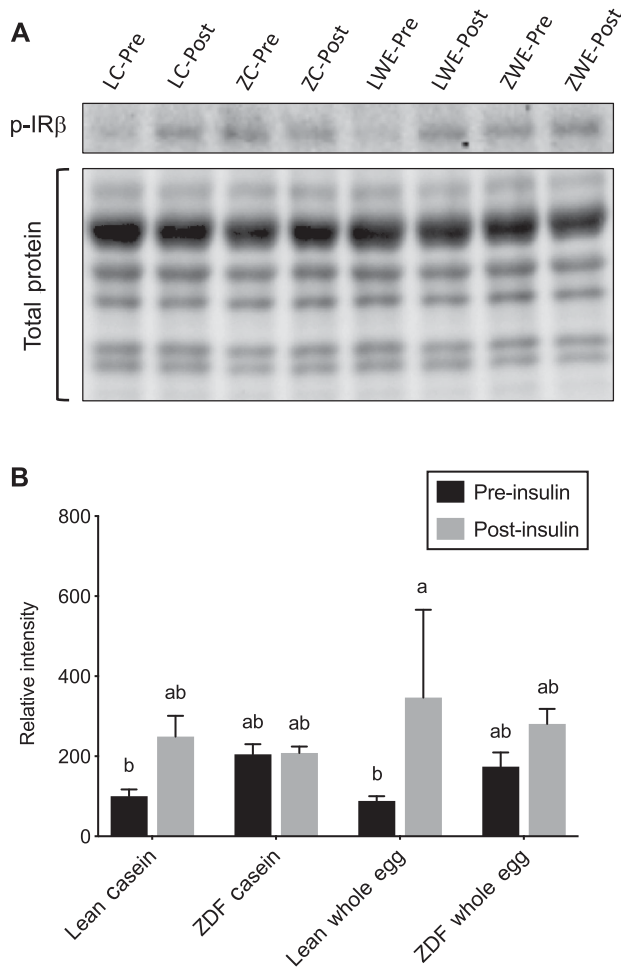 A
LC-Pre
LC-Post
ZC-Pre
ZC-Post
LWE-Pre
LWE-Post
ZWE-Pre
ZWE-Post
p-IRβ
Total protein
B
Pre-insulin
Post-insulin
800
600
400
200
0
Relative intensity
b
ab
ab
ab
b
a
ab
ab
Lean casein
ZDF casein
Lean whole egg
ZDF whole egg